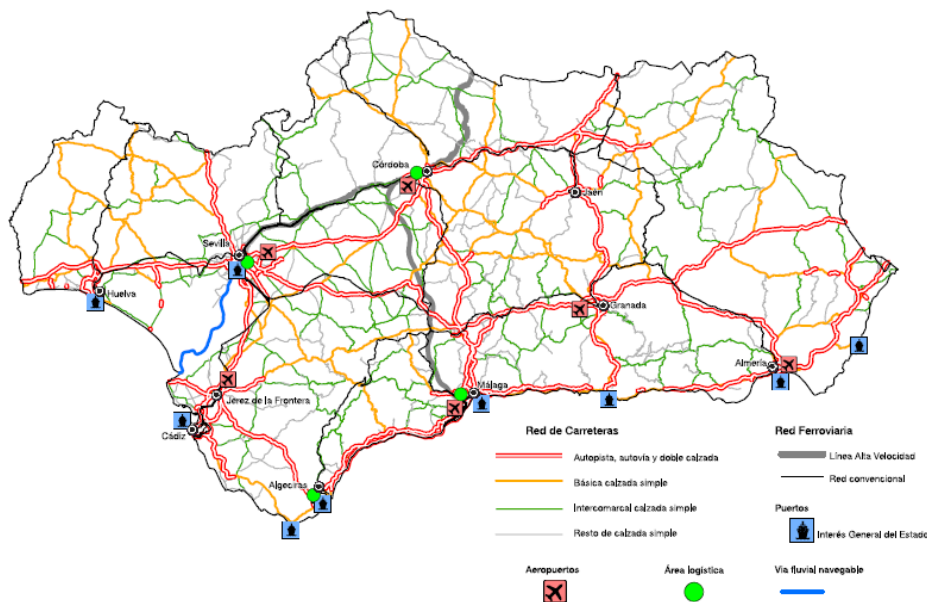 Córdoba
Jaén
Sevilla
Huelva
Granada
Almería
Málaga
Jerez de la Frontera
Cádiz
Algeciras
Red de Carreteras
Autopista, autovía y doble calzada
Básica calzada simple
Intercomarcal calzada simple
Resto de calzada simple
Red Ferroviaria
Línea Alta Velocidad
Red convencional
Puertos
Interés General del Estado
Aeropuertos
Área logística
Vía fluvial navegable